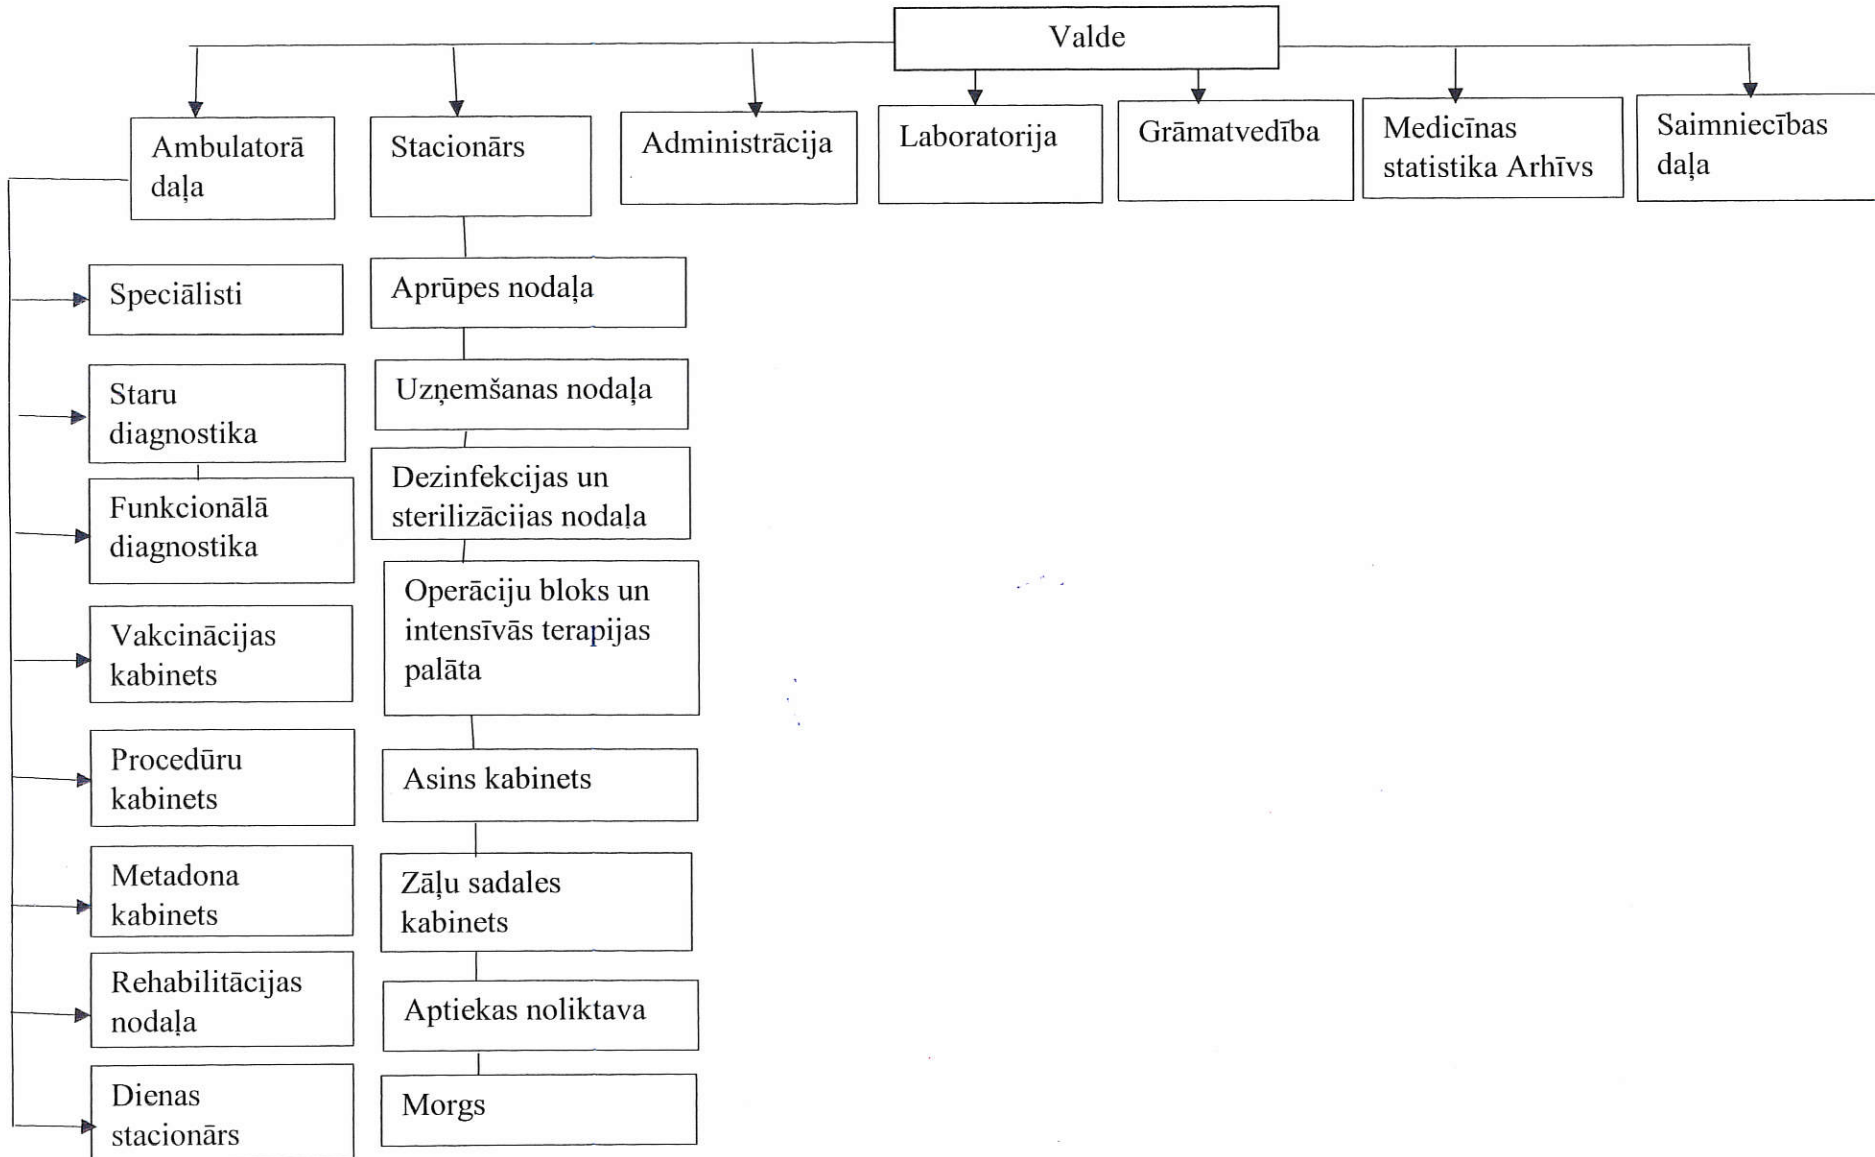 Valde
Ambulatorā
daļa
Stacionārs
Administrācija
Laboratorija
Grāmatvedība
Medicīnas
statistika Arhīvs
Saimniecības
daļa
Speciālisti
Staru
diagnostika
Funkcionālā
diagnostika
Vakcinācijas
kabinets
Procedūru
kabinets
Metadona
kabinets
Rehabilitācijas
nodaļa
Dienas
stacionārs
Aprūpes nodaļa
Uzņemšanas nodaļa
Dezinfekcijas un
sterilizācijas nodaļa
Operāciju bloks un
intensīvās terapijas
palāta
Asins kabinets
Zāļu sadales
kabinets
Aptiekas noliktava
Morgs